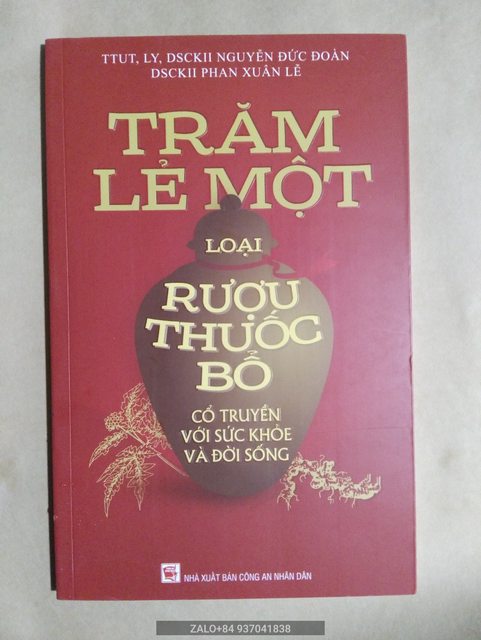 TTUT, LY, DSCKII NGUYỄN ĐỨC ĐOÀN
DSCKII PHAN XUÂN LỄ
TRĂM
LẺ MỘT
LOẠI
RƯỢU
THUỐC
BỔ
CỔ TRUYỀN
VỚI SỨC KHỎE
VÀ ĐỜI SỐNG
NHÀ XUẤT BẢN CÔNG AN NHÂN DÂN
ZALO+84 937041838